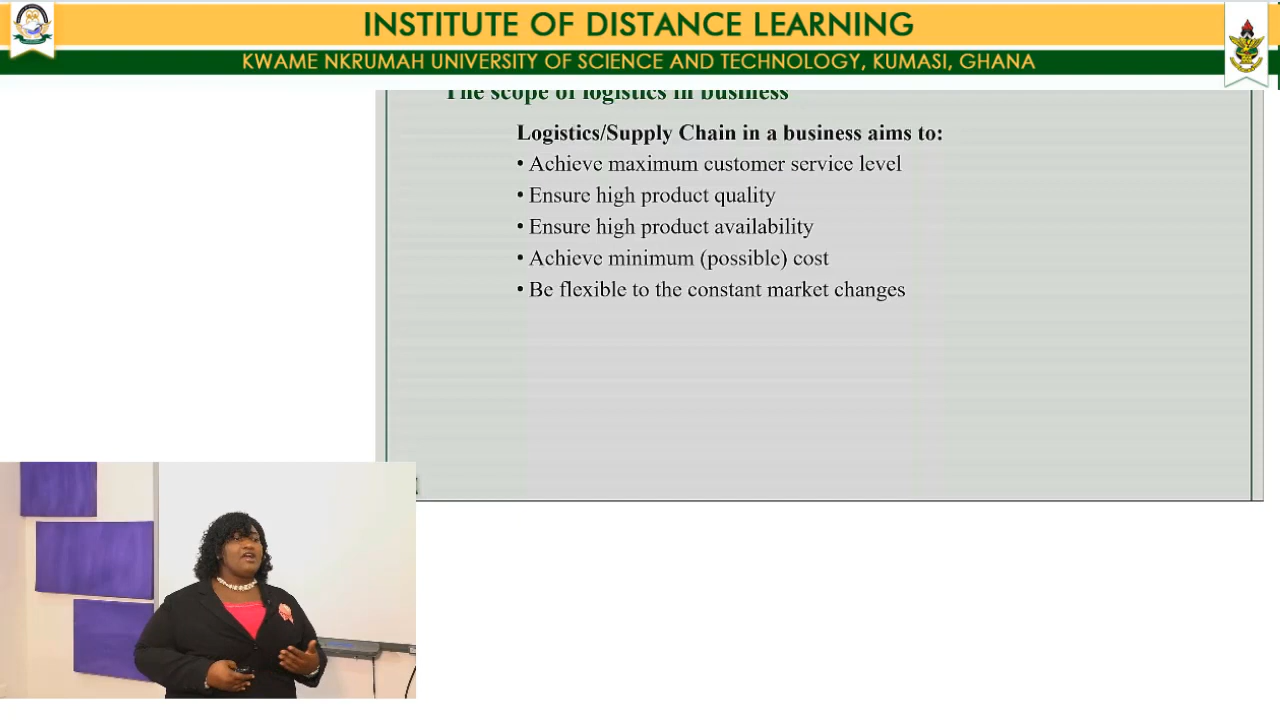 INSTITUTE OF DISTANCE LEARNING
KWAME NKRUMAH UNIVERSITY OF SCIENCE AND TECHNOLOGY, KUMASI, GHANA
The scope of logistics in business
Logistics/Supply Chain in a business aims to:
• Achieve maximum customer service level
• Ensure high product quality
• Ensure high product availability
• Achieve minimum (possible) cost
• Be flexible to the constant market changes